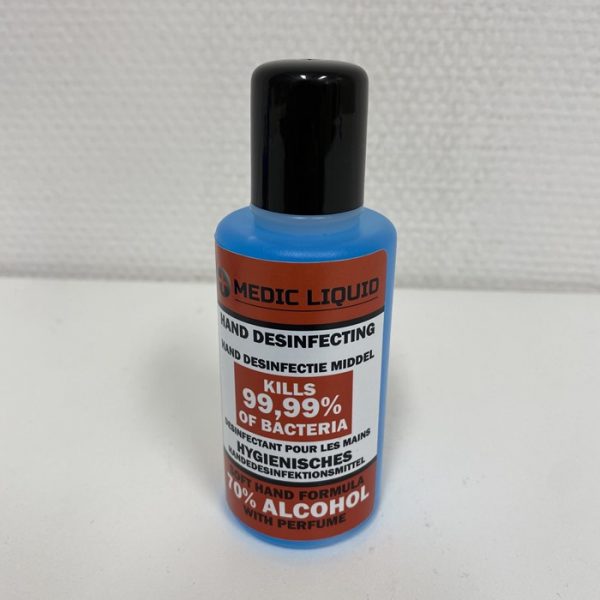 MEDIC LIQUID
HAND DESINFECTING
HAND DESINFECTIE MIDDEL
KILLS
99,99%
OF BACTERIA
DESINFECTANT POUR LES MAINS
HYGIENISCHES
HANDEDESINFEKTIONSMITTEL
SOFT HAND FORMULA
70% ALCOHOL
WITH PERFUME